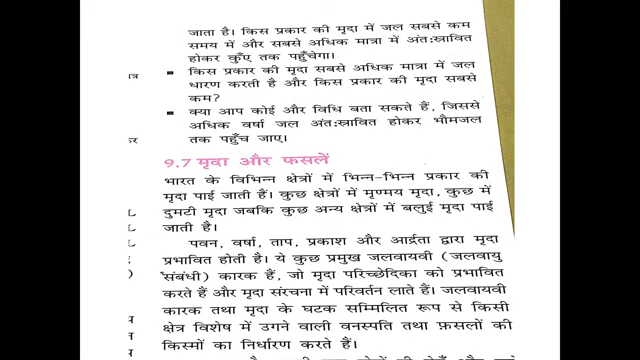 जाता है। किस प्रकार की मृदा में जल सबसे कम
समय में और सबसे अधिक मात्रा में अंतःस्रावित
होकर कुएँ तक पहुँचेगा।
▪ किस प्रकार की मृदा सबसे अधिक मात्रा में जल
धारण करती है और किस प्रकार की मृदा सबसे
कम?
▪ क्या आप कोई और विधि बता सकते हैं, जिससे
अधिक वर्षा जल अंतःस्रावित होकर भौमजल
तक पहुँच जाए।
9.7 मृदा और फसलें
भारत के विभिन्न क्षेत्रों में भिन्न-भिन्न प्रकार की
मृदा पाई जाती हैं। कुछ क्षेत्रों में मृण्मय मृदा, कुछ में
दुमटी मृदा जबकि कुछ अन्य क्षेत्रों में बलुई मृदा पाई
जाती है।
पवन, वर्षा, ताप, प्रकाश और आर्द्रता द्वारा मृदा
प्रभावित होती है। ये कुछ प्रमुख जलवायवी (जलवायु
संबंधी) कारक हैं, जो मृदा परिच्छेदिका को प्रभावित
करते हैं और मृदा संरचना में परिवर्तन लाते हैं। जलवायवी
कारक तथा मृदा के घटक सम्मिलित रूप से किसी
क्षेत्र विशेष में उगने वाली वनस्पति तथा फ़सलों की
किस्मों का निर्धारण करते हैं।